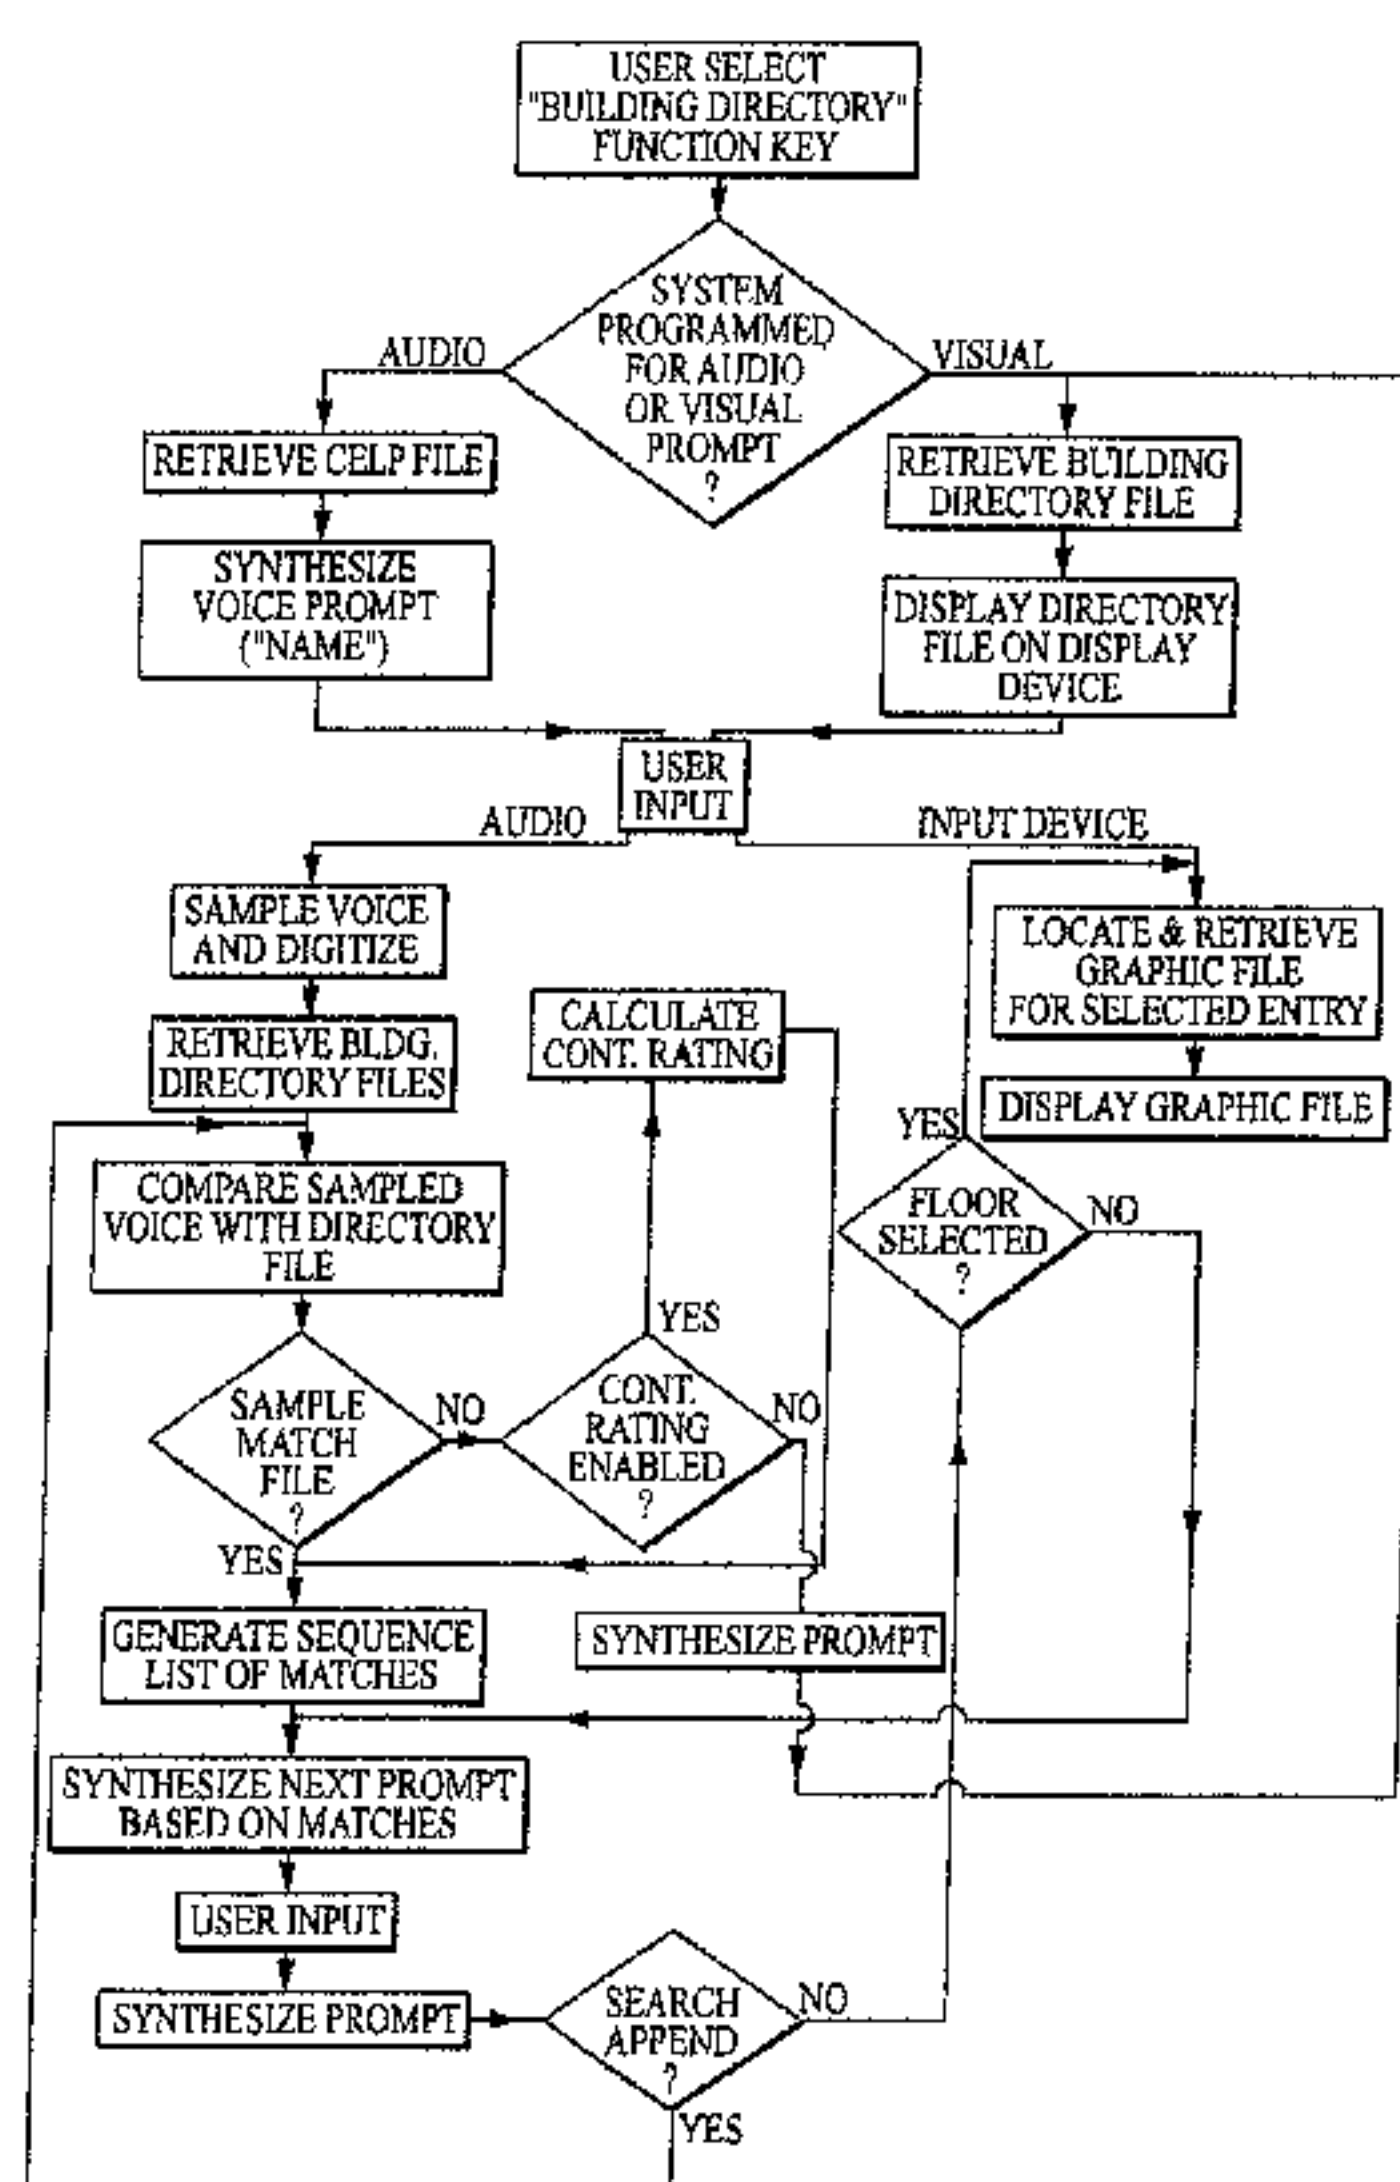 USER SELECT
"BUILDING DIRECTORY"
FUNCTION KEY
SYSTEM
PROGRAMMED
FOR AUDIO
OR VISUAL
PROMPT
?
AUDIO
VISUAL
RETRIEVE CELP FILE
RETRIEVE BUILDING
DIRECTORY FILE
SYNTHESIZE
VOICE PROMPT
("NAME")
DISPLAY DIRECTORY
FILE ON DISPLAY
DEVICE
USER
INPUT
AUDIO
INPUT DEVICE
SAMPLE VOICE
AND DIGITIZE
LOCATE & RETRIEVE
GRAPHIC FILE
FOR SELECTED ENTRY
RETRIEVE BLDG.
DIRECTORY FILES
CALCULATE
CONT. RATING
DISPLAY GRAPHIC FILE
YES
COMPARE SAMPLED
VOICE WITH DIRECTORY
FILE
FLOOR
SELECTED
?
NO
YES
SAMPLE
MATCH
FILE
?
NO
CONT.
RATING
ENABLED
?
NO
YES
GENERATE SEQUENCE
LIST OF MATCHES
SYNTHESIZE PROMPT
SYNTHESIZE NEXT PROMPT
BASED ON MATCHES
USER INPUT
SYNTHESIZE PROMPT
SEARCH
APPEND
?
NO
YES